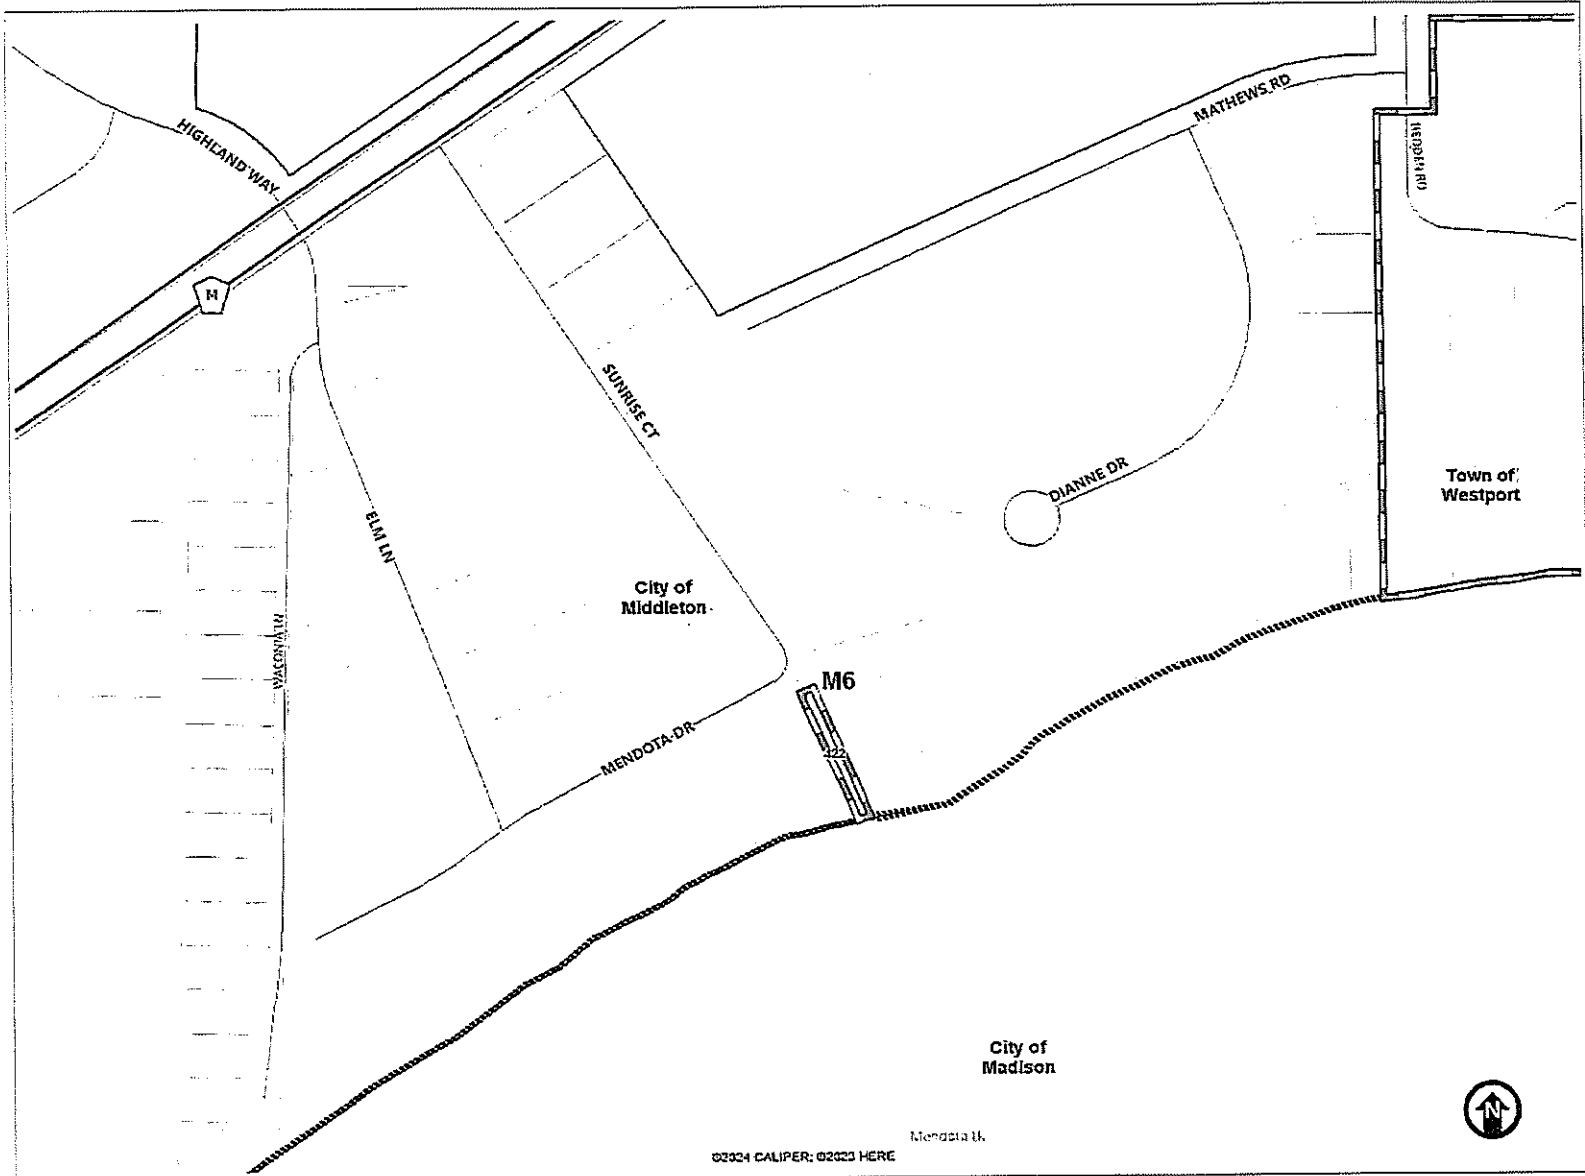 HIGHLAND WAY
MATHEWS RD
M
SUNRISE CT
DIANNE DR
Town of
Westport
ELM LN
City of
Middleton
M6
MENDOTA DR
City of
Madison
N
©2024 CALIPER; ©2023 HERE